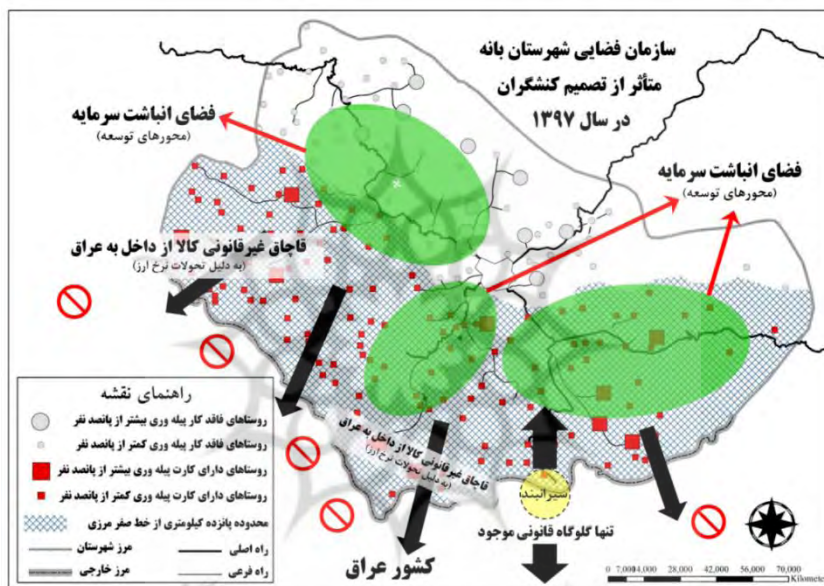 سازمان فضایی شهرستان بانه
متأثر از تصمیم کنشگران
در سال ۱۳۹۷
فضای انباشت سرمایه
(محورهای توسعه)
فضای انباشت سرمایه
(محورهای توسعه)
قاچاق غیرقانونی کالا از داخل به عراق
(به دلیل تحولات نرخ ارز)
قاچاق غیرقانونی کالا از داخل به عراق
(به دلیل تحولات نرخ ارز)
سیرانبند
تنها گلوگاه قانونی موجود
کشور عراق
راهنمای نقشه
روستاهای فاقد کار پیله وری بیشتر از پانصد نفر
روستاهای فاقد کار پیله وری کمتر از پانصد نفر
روستاهای دارای کارت پیله وری بیشتر از پانصد نفر
روستاهای دارای کارت پیله وری کمتر از پانصد نفر
محدوده پانزده کیلومتری از خط صفر مرزی
راه اصلی
مرز شهرستان
راه فرعی
مرز خارجی
0 7,00014,000 28,000 42,000 56,000 70,000
Kilometers